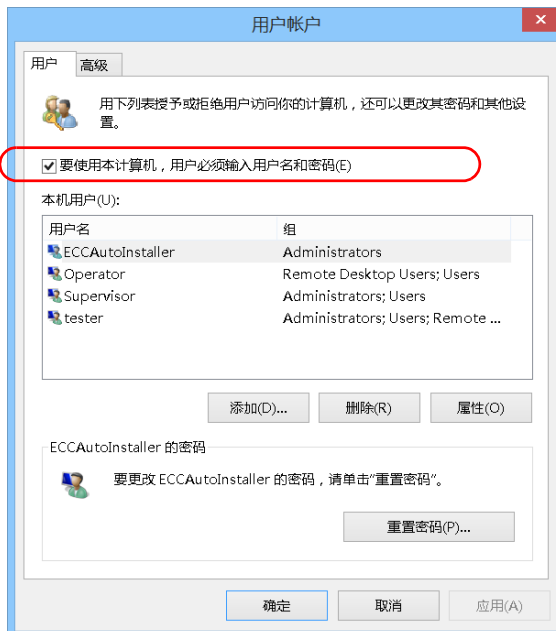 用户帐户
用户
高级
用下列表授予或拒绝用户访问你的计算机，还可以更改其密码和其他设
置。
要使用本计算机，用户必须输入用户名和密码(E)
本机用户(U):
用户名 组
ECCAutoInstaller Administrators
Operator Remote Desktop Users; Users
Supervisor Administrators; Users
tester Administrators; Users; Remote ...
添加(D)... 删除(R) 属性(O)
ECCAutoInstaller 的密码
要更改 ECCAutoInstaller 的密码，请单击“重置密码”。
重置密码(P)...
确定 取消 应用(A)